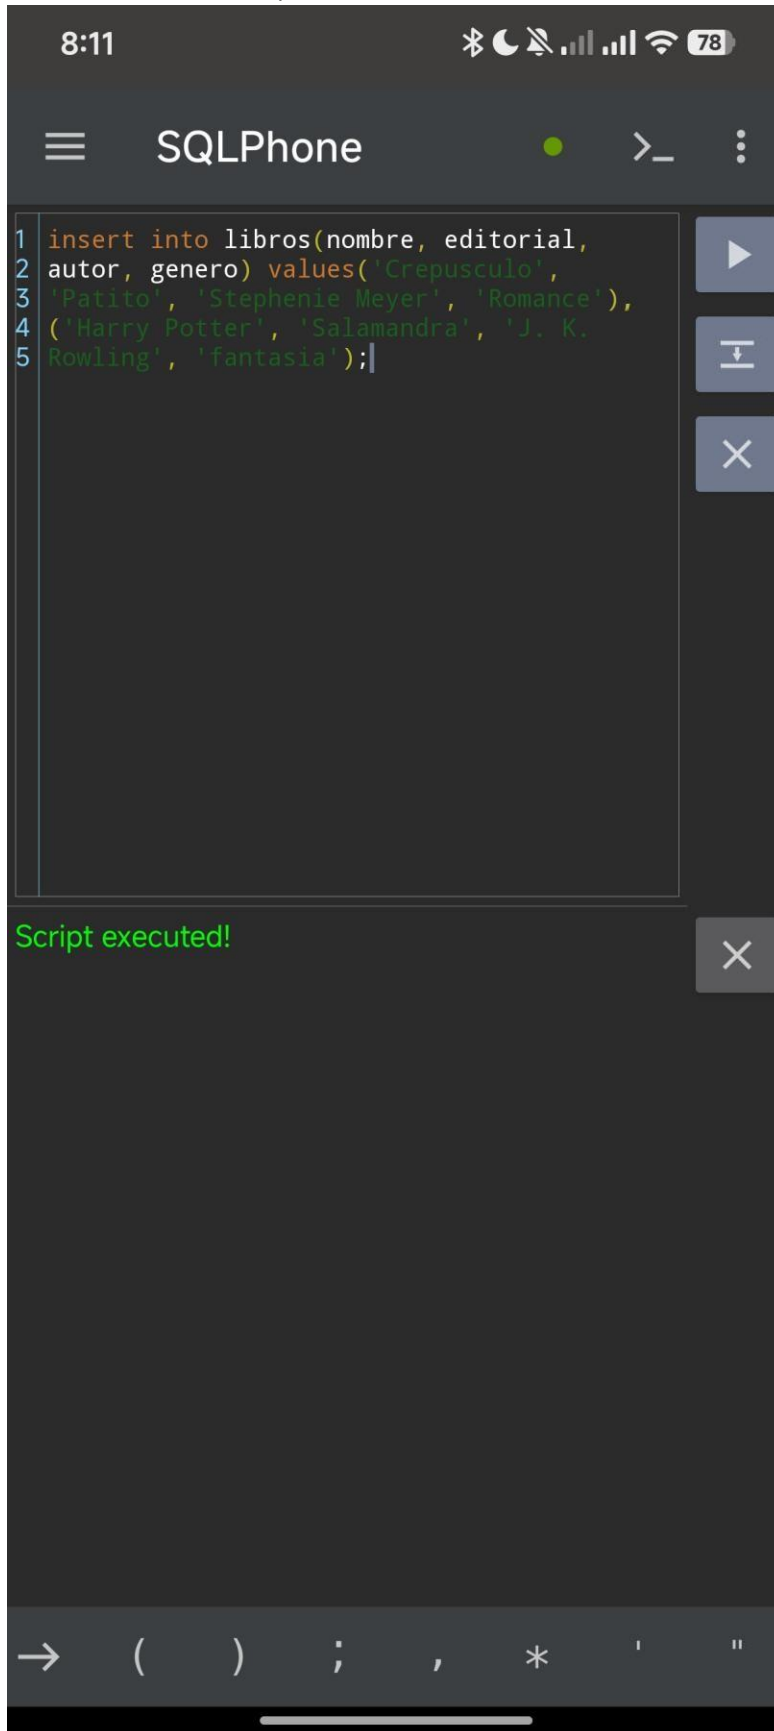 8:11
78
SQLPhone
>_
1 insert into libros(nombre, editorial,
2 autor, genero) values('Crepusculo',
3 'Patito', 'Stephenie Meyer', 'Romance'),
4 ('Harry Potter', 'Salamandra', 'J. K.
5 Rowling', 'fantasia');
Script executed!
→ ( ) ; , * ' "